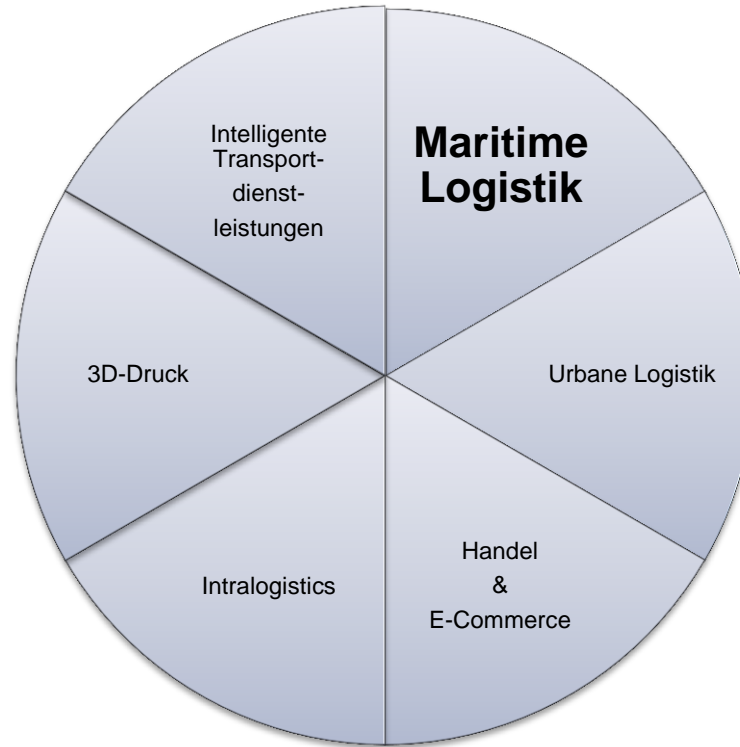 Maritime
Logistik
Urbane Logistik
Handel
&
E-Commerce
Intralogistics
3D-Druck
Intelligente
Transport-
dienst-
leistungen